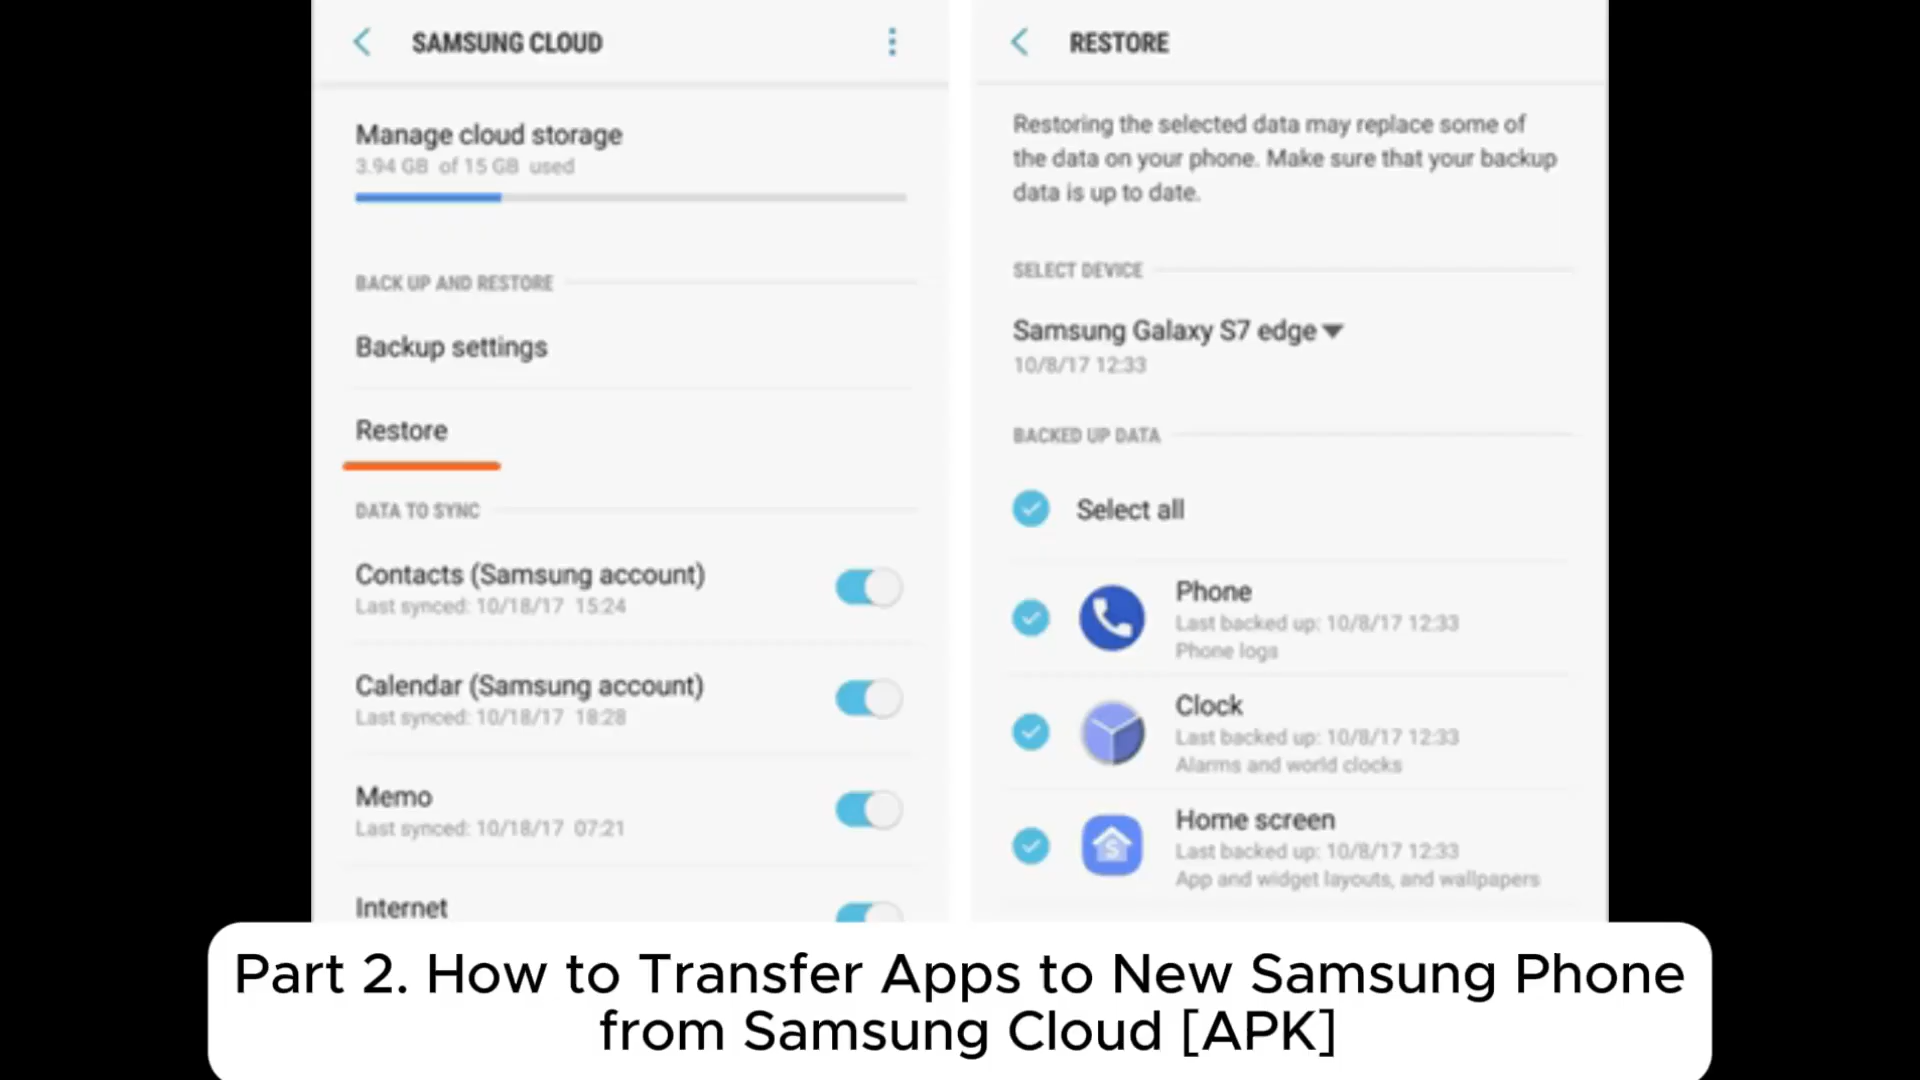 SAMSUNG CLOUD
Manage cloud storage
3.94 GB of 15 GB used
BACK UP AND RESTORE
Backup settings
Restore
DATA TO SYNC
Contacts (Samsung account)
Last synced: 10/18/17 15:24
Calendar (Samsung account)
Last synced: 10/18/17 18:28
Memo
Last synced: 10/18/17 07:21
Internet
RESTORE
Restoring the selected data may replace some of
the data on your phone. Make sure that your backup
data is up to date.
SELECT DEVICE
Samsung Galaxy S7 edge
10/8/17 12:33
BACKED UP DATA
Select all
Phone
Last backed up: 10/8/17 12:33
Phone logs
Clock
Last backed up: 10/8/17 12:33
Alarms and world clocks
Home screen
Last backed up: 10/8/17 12:33
App and widget layouts, and wallpapers
Part 2. How to Transfer Apps to New Samsung Phone
from Samsung Cloud [APK]